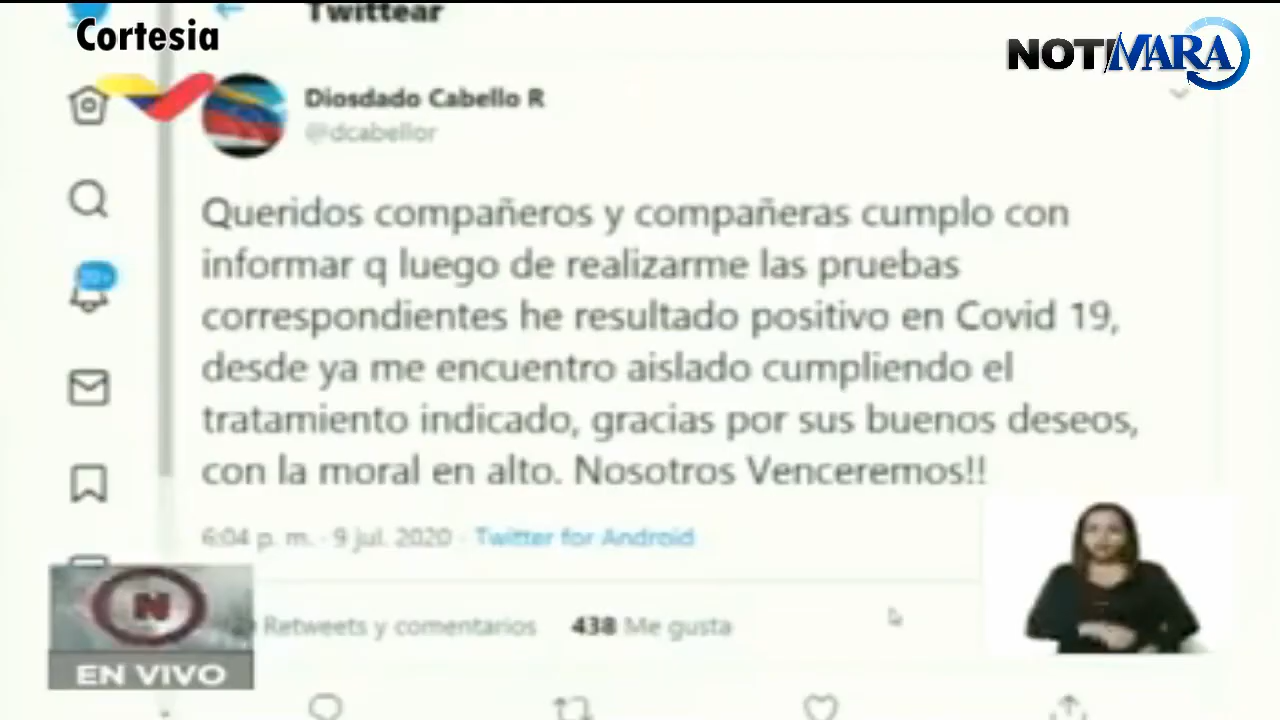 Twittear
Cortesia
NOTIMARA
Diosdado Cabello R
@dcabellor
Queridos compañeros y compañeras cumplo con
informar q luego de realizarme las pruebas
correspondientes he resultado positivo en Covid 19,
desde ya me encuentro aislado cumpliendo el
tratamiento indicado, gracias por sus buenos deseos,
con la moral en alto. Nosotros Venceremos!!
6:04 p. m. · 9 jul. 2020 · Twitter for Android
Retweets y comentarios 438 Me gusta
N
EN VIVO